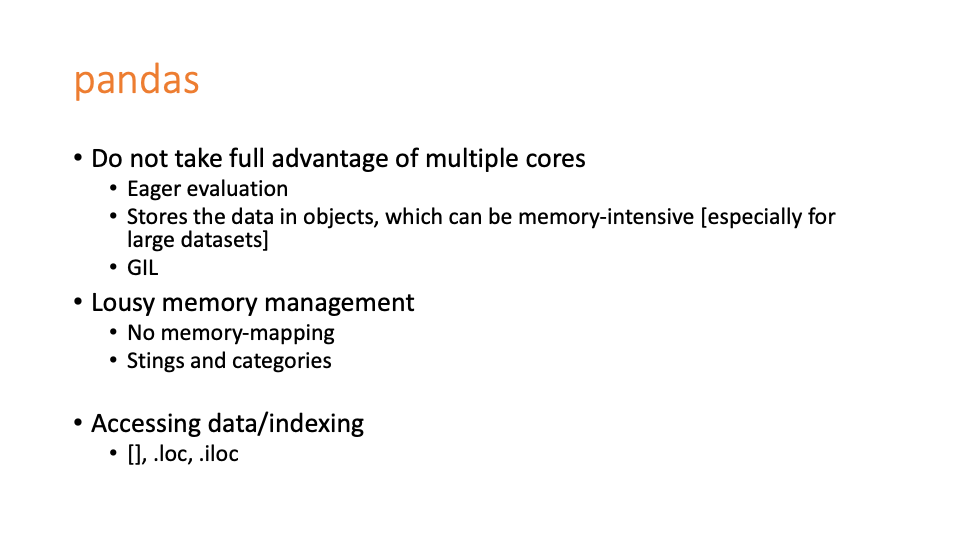 pandas
• Do not take full advantage of multiple cores
• Eager evaluation
• Stores the data in objects, which can be memory-intensive [especially for
large datasets]
• GIL
• Lousy memory management
• No memory-mapping
• Stings and categories
• Accessing data/indexing
• [], .loc, .iloc